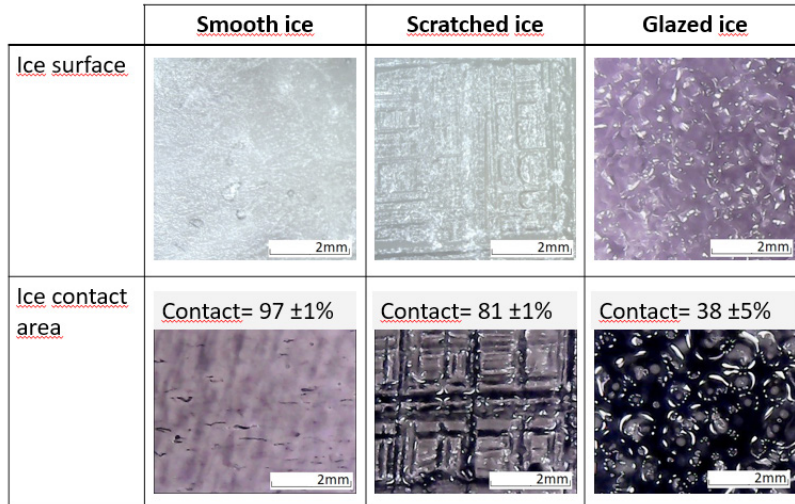 Smooth ice
Scratched ice
Glazed ice
Ice surface
2mm
2mm
2mm
Ice contact
area
Contact= 97 ±1%
Contact= 81 ±1%
Contact= 38 ±5%
2mm
2mm
2mm